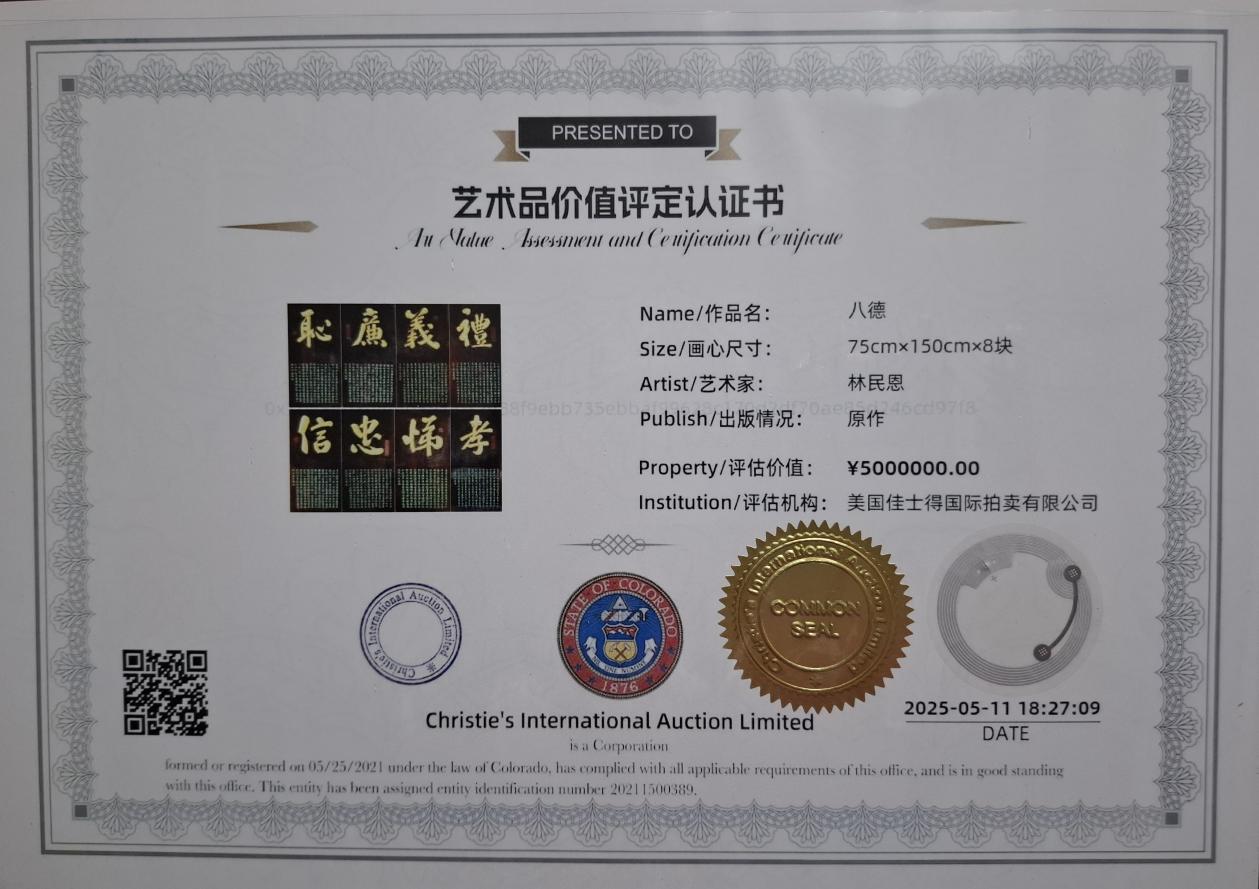 PRESENTED TO
艺术品价值评定认证书
An Value Assessment and Certification Certificate
恥 廉 義 禮
信 忠 悌 孝
Name/作品名: 八德
Size/画心尺寸: 75cm×150cm×8块
Artist/艺术家: 林民恩
Publish/出版情况: 原作
Property/评估价值: ¥5000000.00
Institution/评估机构: 美国佳士得国际拍卖有限公司
Christie's International Auction Limited
STATE OF COLORADO
1876
Christie's International Auction Limited
COMMON
SEAL
2025-05-11 18:27:09
DATE
Christie's International Auction Limited
is a Corporation
formed or registered on 05/25/2021 under the law of Colorado, has complied with all applicable requirements of this office, and is in good standing
with this office. This entity has been assigned entity identification number 20211500389.